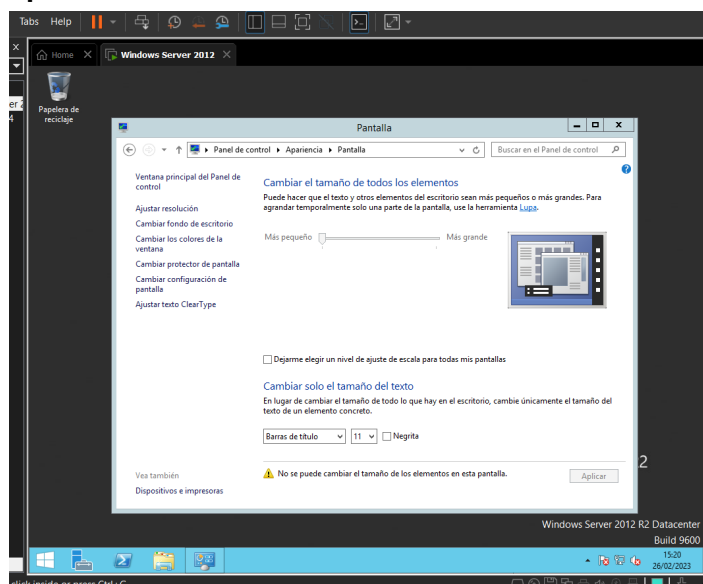 Tabs Help
Home
Windows Server 2012
Papelera de
reciclaje
Pantalla
Panel de control Apariencia Pantalla
Buscar en el Panel de control
Ventana principal del Panel de
control
Ajustar resolución
Cambiar fondo de escritorio
Cambiar los colores de la
ventana
Cambiar protector de pantalla
Cambiar configuración de
pantalla
Ajustar texto ClearType
Cambiar el tamaño de todos los elementos
Puede hacer que el texto y otros elementos del escritorio sean más pequeños o más grandes. Para
agrandar temporalmente solo una parte de la pantalla, use la herramienta Lupa.
Más pequeño
Más grande
Dejarme elegir un nivel de ajuste de escala para todas mis pantallas
Cambiar solo el tamaño del texto
En lugar de cambiar el tamaño de todo lo que hay en el escritorio, cambie únicamente el tamaño del
texto de un elemento concreto.
Barras de título 11 Negrita
No se puede cambiar el tamaño de los elementos en esta pantalla.
Aplicar
Vea también
Dispositivos e impresoras
2
Windows Server 2012 R2 Datacenter
Build 9600
15:20
26/02/2023